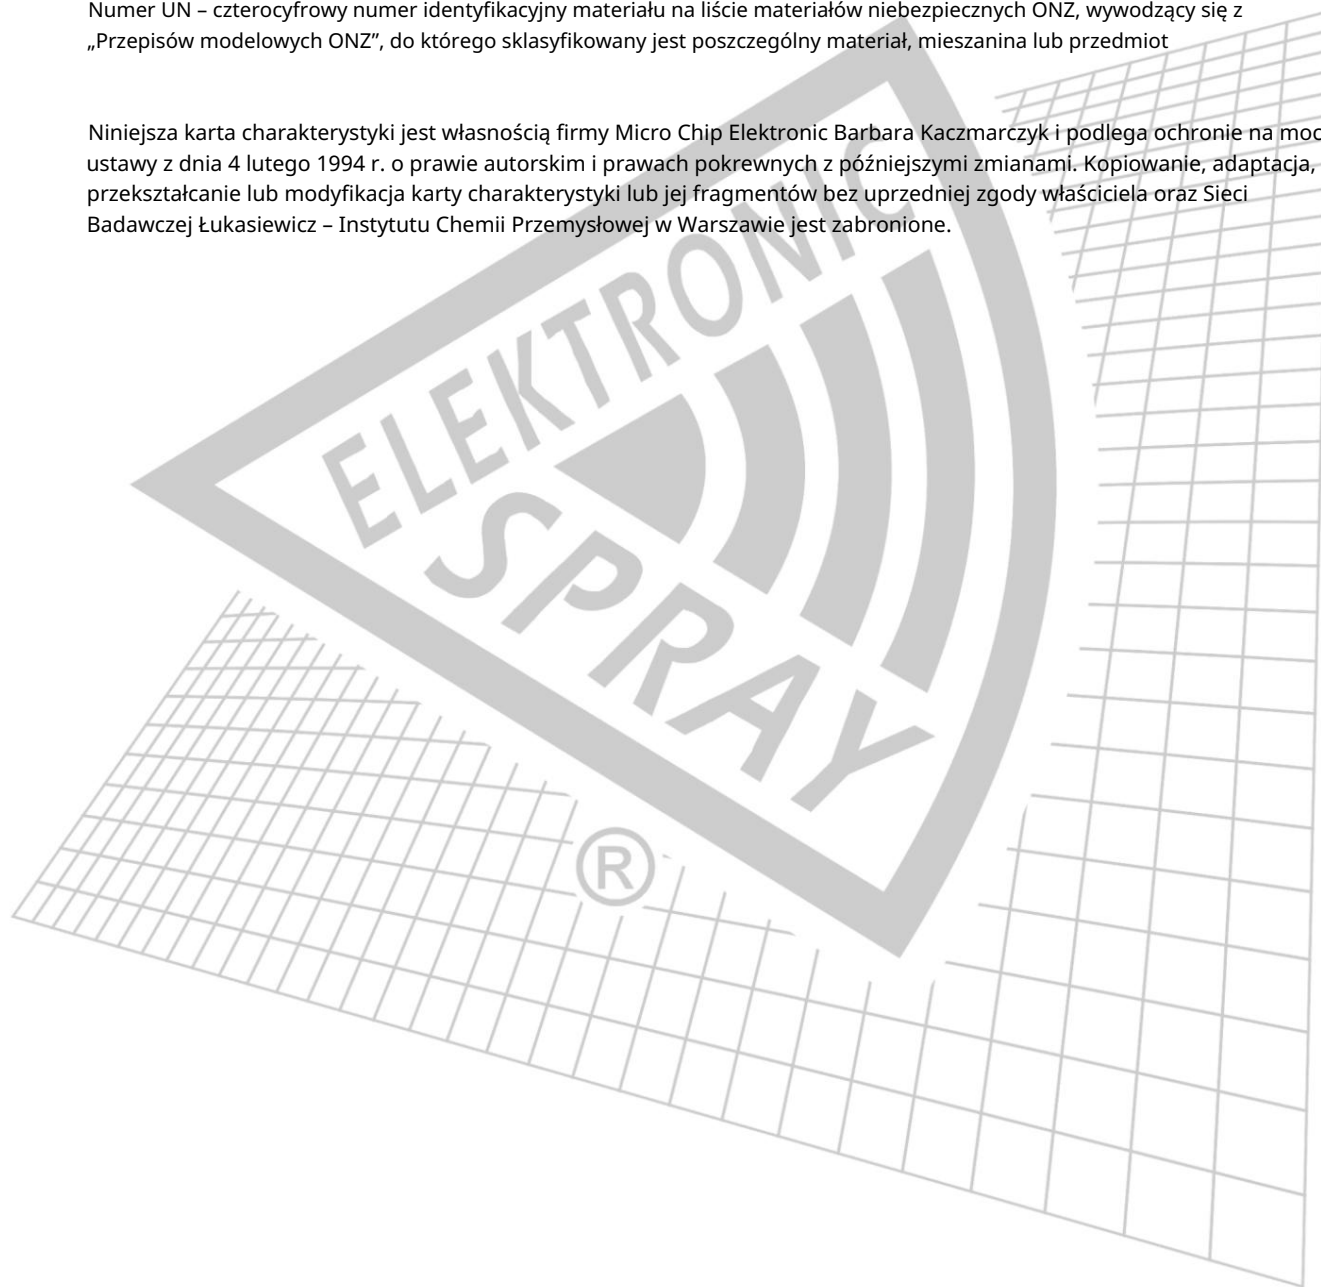 Numer UN – czterocyfrowy numer identyfikacyjny materiału na liście materiałów niebezpiecznych ONZ, wywodzący się z
„Przepisów modelowych ONZ”, do którego sklasyfikowany jest poszczególny materiał, mieszanina lub przedmiot
Niniejsza karta charakterystyki jest własnością firmy Micro Chip Elektronic Barbara Kaczmarczyk i podlega ochronie na moc
ustawy z dnia 4 lutego 1994 r. o prawie autorskim i prawach pokrewnych z późniejszymi zmianami. Kopiowanie, adaptacja,
przekształcanie lub modyfikacja karty charakterystyki lub jej fragmentów bez uprzedniej zgody właściciela oraz Sieci
Badawczej Łukasiewicz – Instytutu Chemii Przemysłowej w Warszawie jest zabronione.
ELEKTRONIC
SPRAY
®